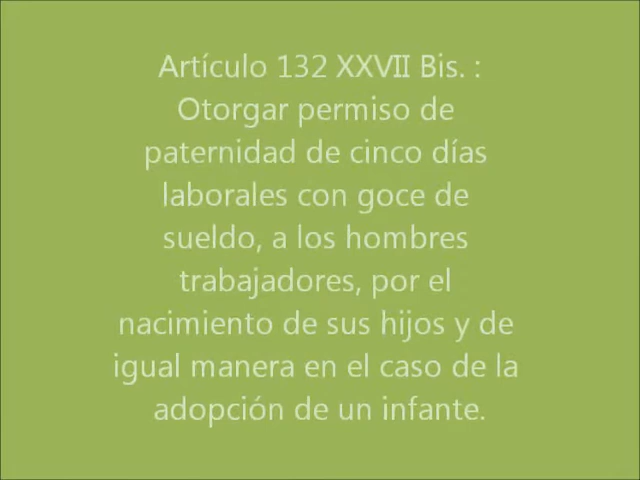 Artículo 132 XXVII Bis. :
Otorgar permiso de
paternidad de cinco días
laborales con goce de
sueldo, a los hombres
trabajadores, por el
nacimiento de sus hijos y de
igual manera en el caso de la
adopción de un infante.